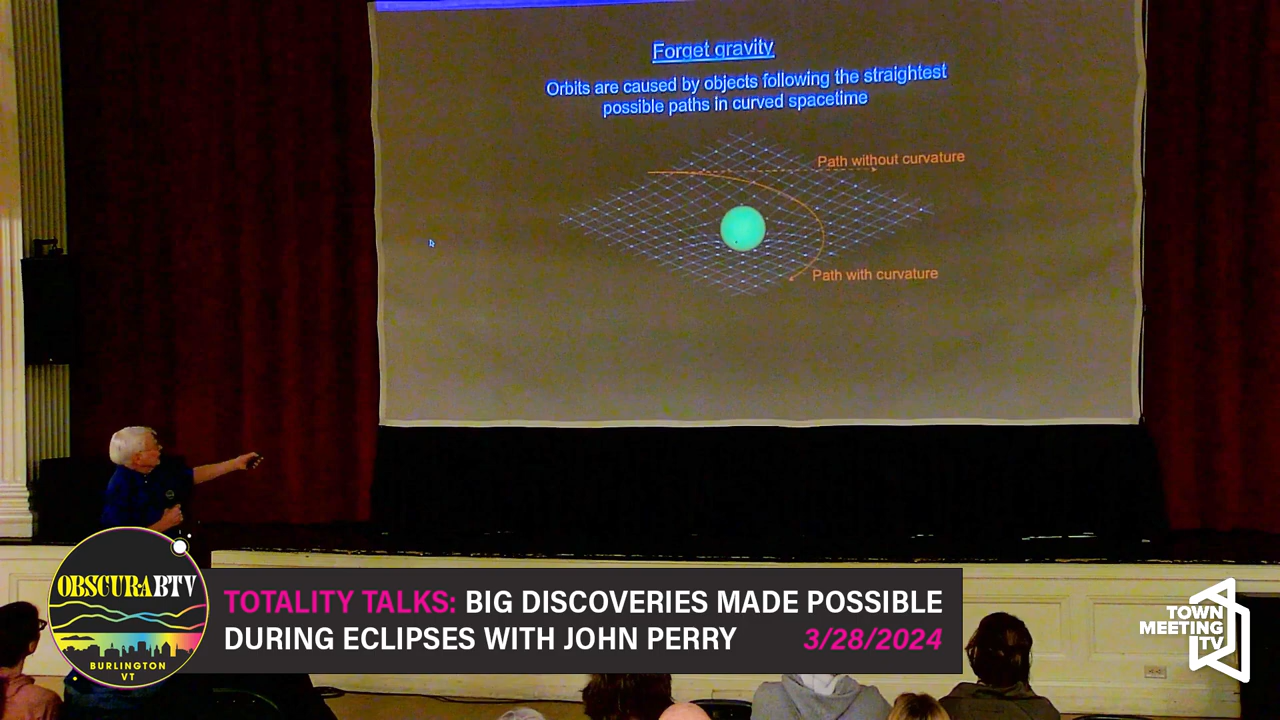 Forget gravity
Orbits are caused by objects following the straightest
possible paths in curved spacetime
Path without curvature
Path with curvature
OBSCURABTV
BURLINGTON
VT
TOTALITY TALKS: BIG DISCOVERIES MADE POSSIBLE
DURING ECLIPSES WITH JOHN PERRY 3/28/2024
TOWN
MEETING
TV